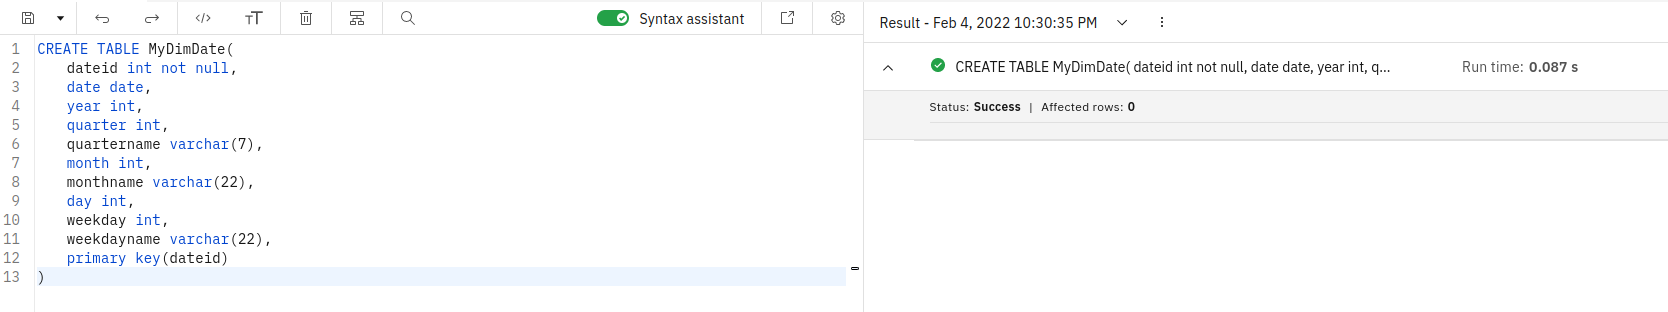 </> TT Syntax assistant
1 CREATE TABLE MyDimDate(
2 dateid int not null,
3 date date,
4 year int,
5 quarter int,
6 quartername varchar(7),
7 month int,
8 monthname varchar(22),
9 day int,
10 weekday int,
11 weekdayname varchar(22),
12 primary key(dateid)
13 )
Result - Feb 4, 2022 10:30:35 PM
CREATE TABLE MyDimDate( dateid int not null, date date, year int, q... Run time: 0.087 s
Status: Success | Affected rows: 0